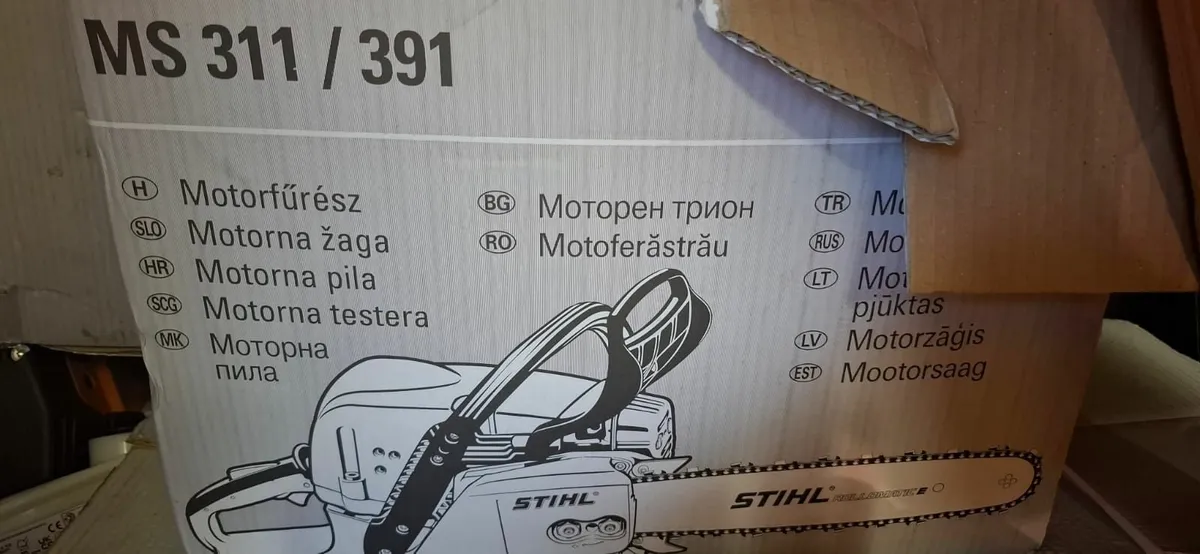 MS 311 / 391
H Motorfűrész
SLO Motorna žaga
HR Motorna pila
SCG Motorna testera
MK Моторна
пила
BG Моторен трион
RO Motoferăstrău
TR
RUS
LT
pjūktas
LV Motorzāģis
EST Mootorsaag
STIHL®
STIHL® ROLLOMATIC E